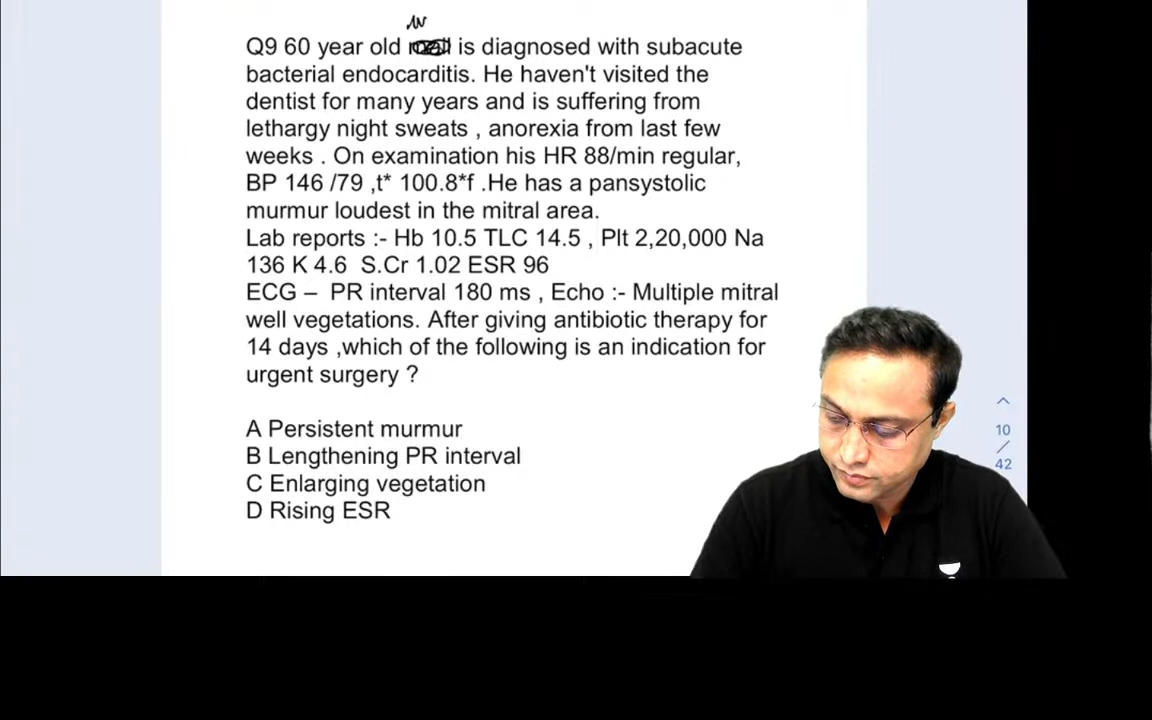 Q9 60 year old is diagnosed with subacute
bacterial endocarditis. He haven't visited the
dentist for many years and is suffering from
lethargy night sweats , anorexia from last few
weeks . On examination his HR 88/min regular,
BP 146 /79 ,t* 100.8*f .He has a pansystolic
murmur loudest in the mitral area.
Lab reports :- Hb 10.5 TLC 14.5 , Plt 2,20,000 Na
136 K 4.6 S.Cr 1.02 ESR 96
ECG – PR interval 180 ms , Echo :- Multiple mitral
well vegetations. After giving antibiotic therapy for
14 days ,which of the following is an indication for
urgent surgery ?
A Persistent murmur
B Lengthening PR interval
C Enlarging vegetation
D Rising ESR
10
/
42